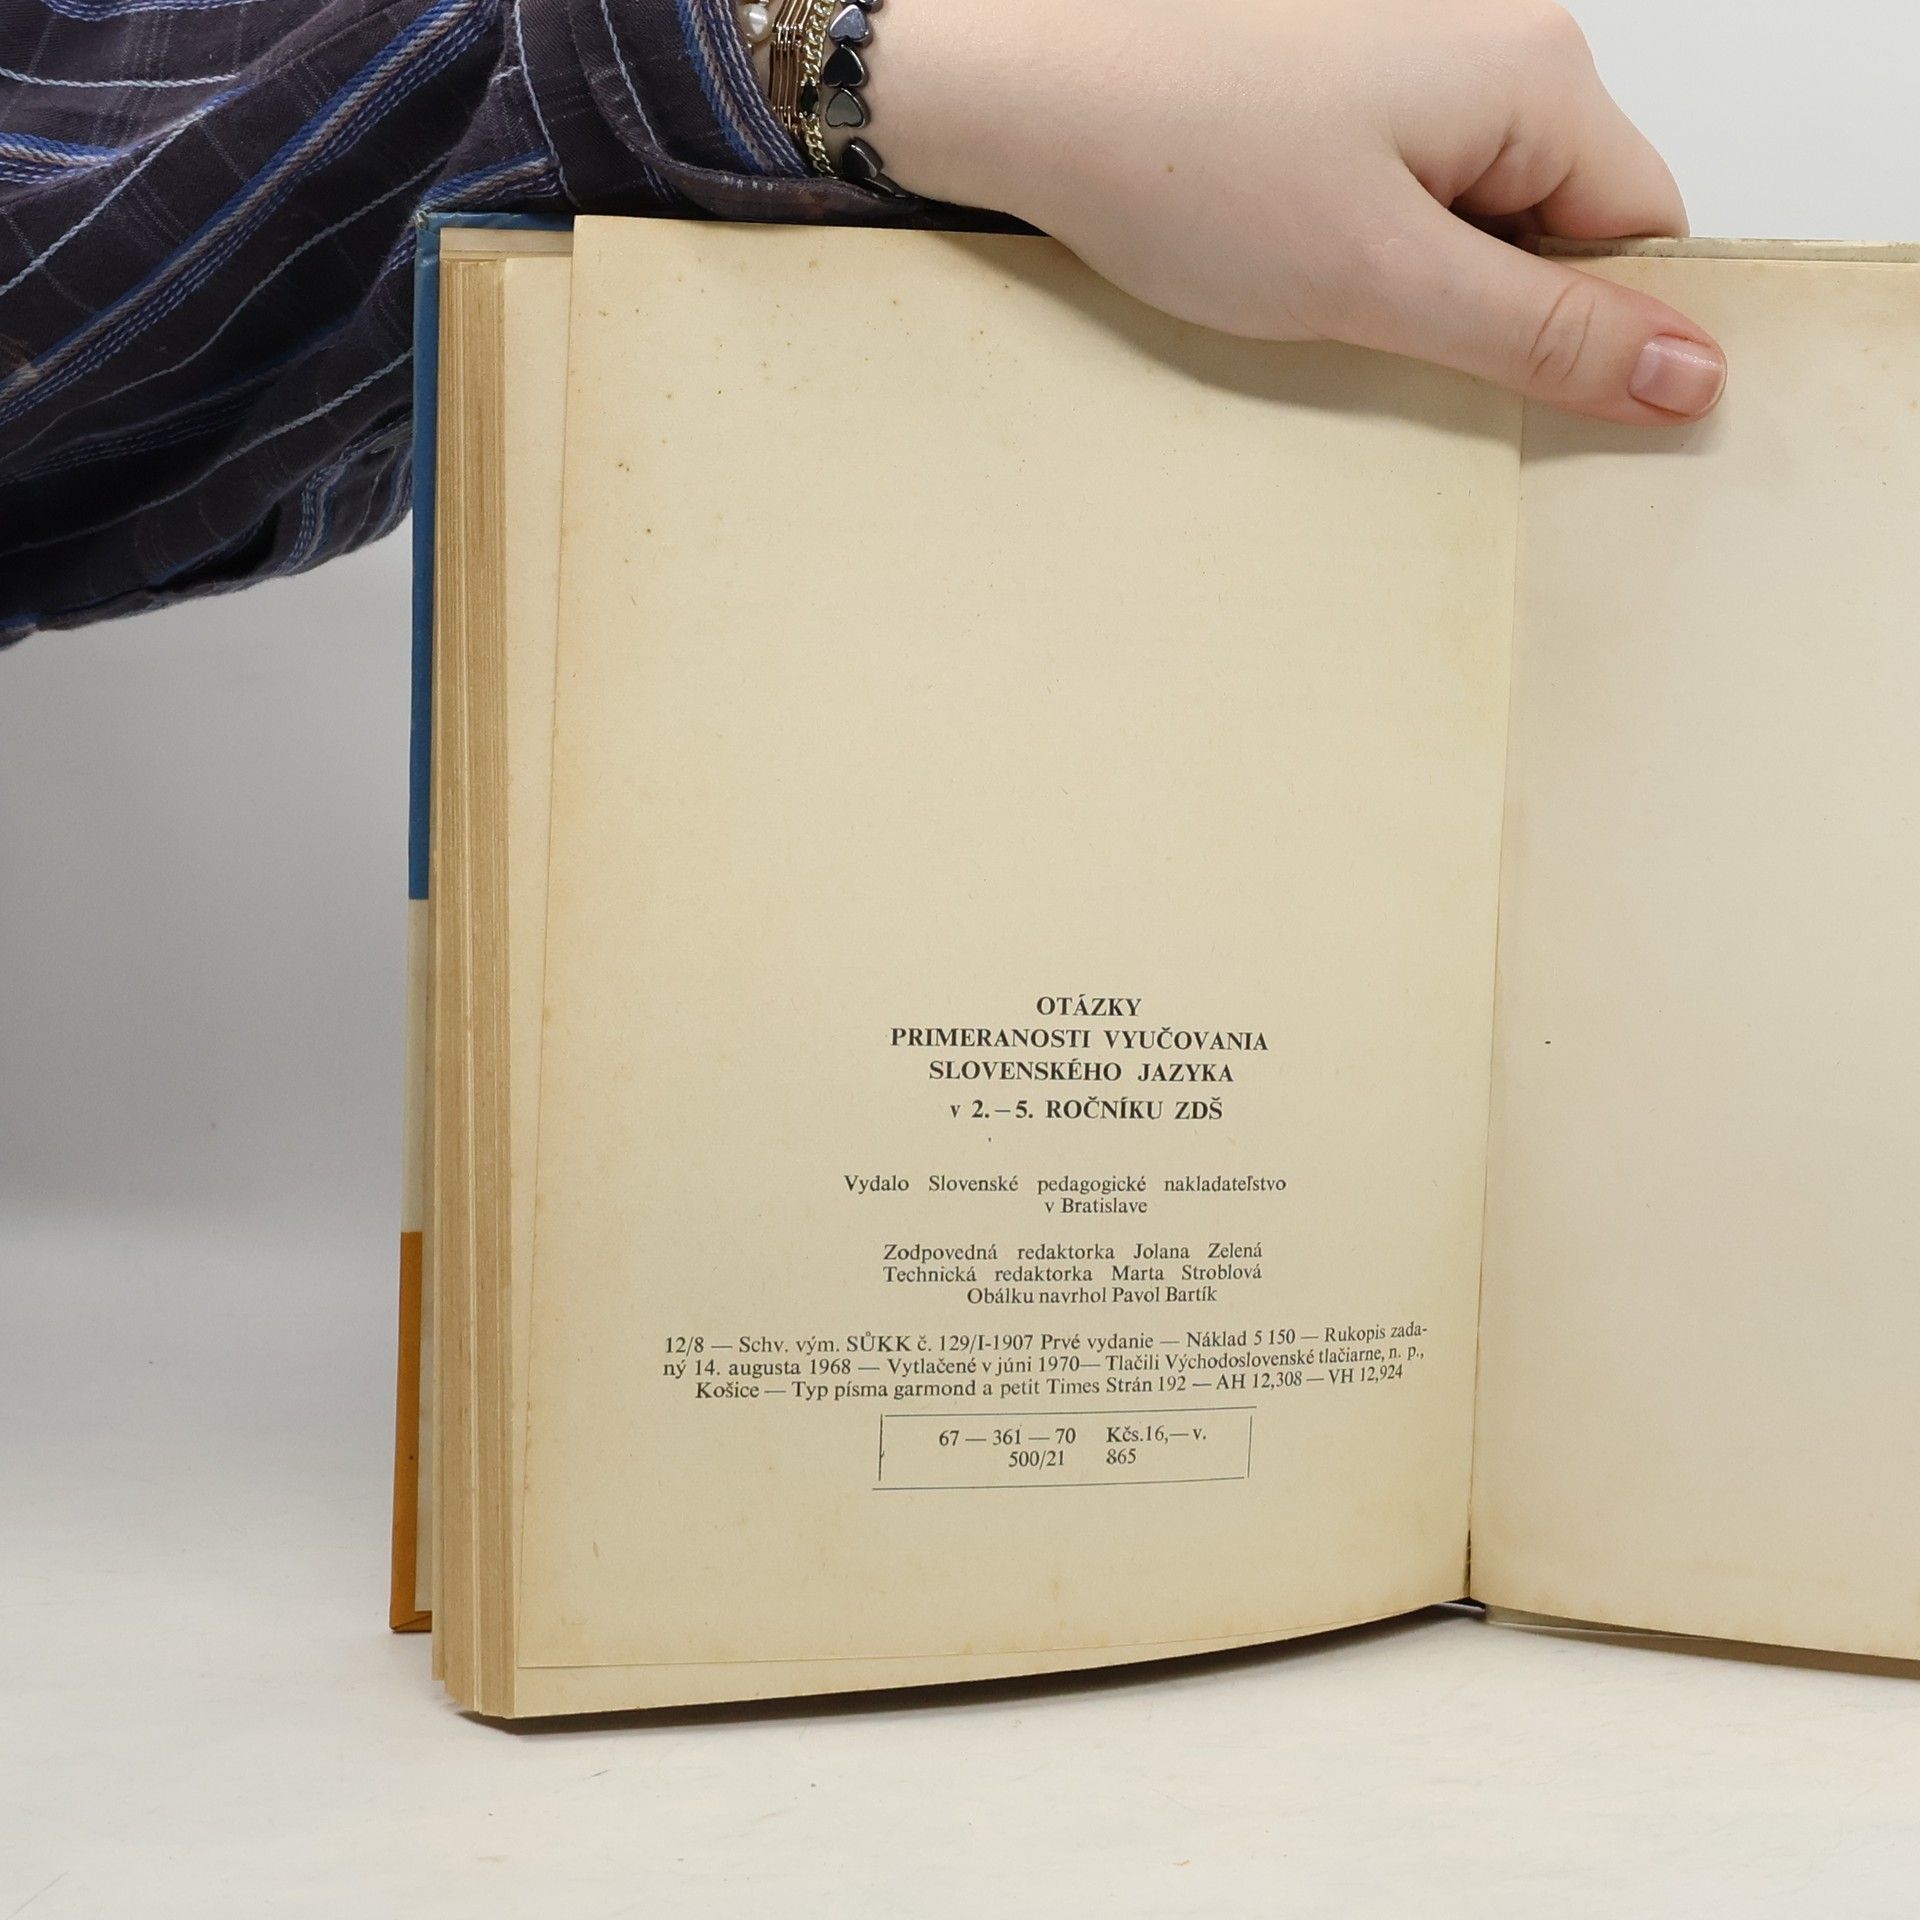 OTÁZKY
PRIMERANOSTI VYUČOVANIA
SLOVENSKÉHO JAZYKA
v 2.—5. ROČNÍKU ZDŠ
Vydalo Slovenské pedagogické nakladateľstvo
v Bratislave
Zodpovedná redaktorka Jolana Zelená
Technická redaktorka Marta Stroblová
Obálku navrhol Pavol Bartík
12/8 — Schv. vým. SÚKK č. 129/I-1907 Prvé vydanie — Náklad 5 150 — Rukopis zada-
ný 14. augusta 1968 — Vytlačené v júni 1970— Tlačili Východoslovenské tlačiarne, n. p.,
Košice — Typ písma garmond a petit Times Strán 192 — AH 12,308 — VH 12,924
67 — 361 — 70 Kčs.16,— v.
500/21 865